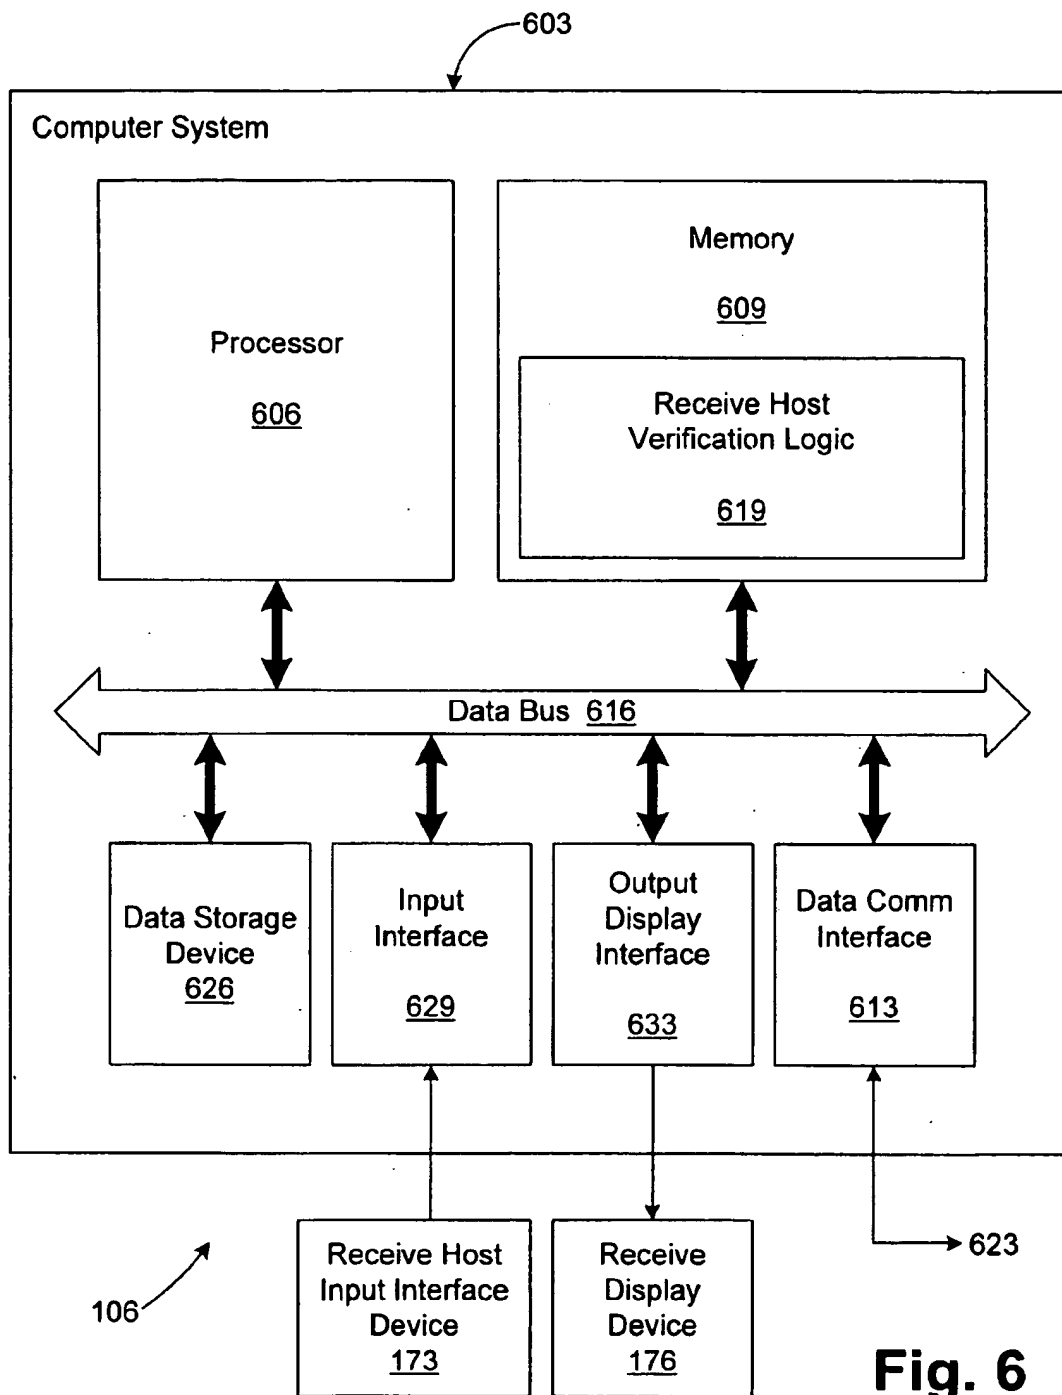 603
Computer System
Processor
606
Memory
609
Receive Host
Verification Logic
619
Data Bus 616
Data Storage
Device
626
Input
Interface
629
Output
Display
Interface
633
Data Comm
Interface
613
623
106
Receive Host
Input Interface
Device
173
Receive
Display
Device
176
Fig. 6